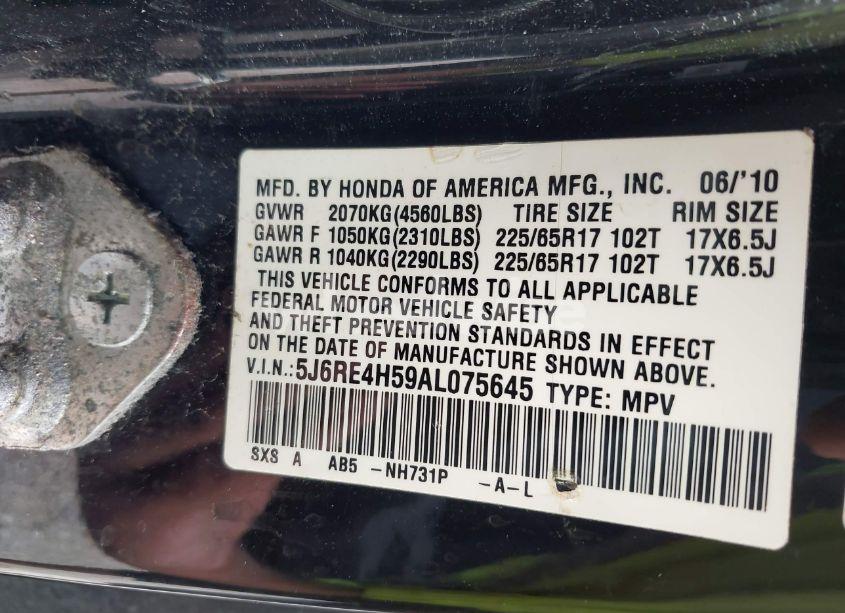 MFD. BY HONDA OF AMERICA MFG., INC. 06/'10
GVWR 2070KG(4560LBS) TIRE SIZE RIM SIZE
GAWR F 1050KG(2310LBS) 225/65R17 102T 17X6.5J
GAWR R 1040KG(2290LBS) 225/65R17 102T 17X6.5J
THIS VEHICLE CONFORMS TO ALL APPLICABLE
FEDERAL MOTOR VEHICLE SAFETY
AND THEFT PREVENTION STANDARDS IN EFFECT
ON THE DATE OF MANUFACTURE SHOWN ABOVE.
V.I.N.:5J6RE4H59AL075645 TYPE: MPV
SXS A AB5 -NH731P -A-L